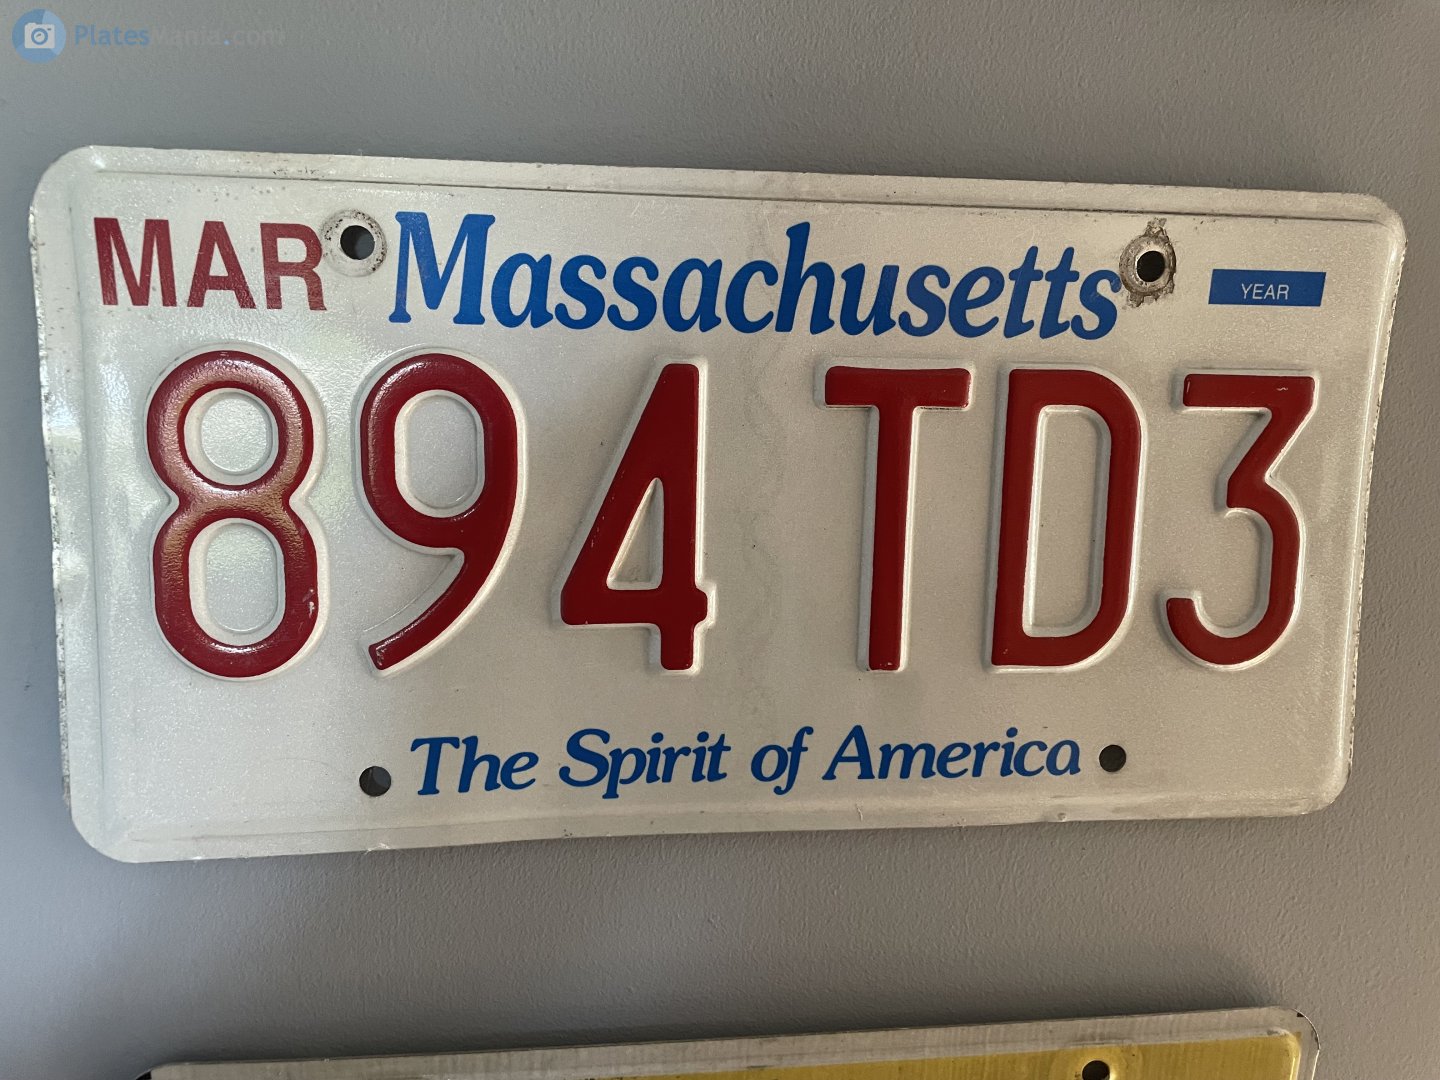 PlatesMania.com
MAR Massachusetts YEAR
894 TD3
The Spirit of America